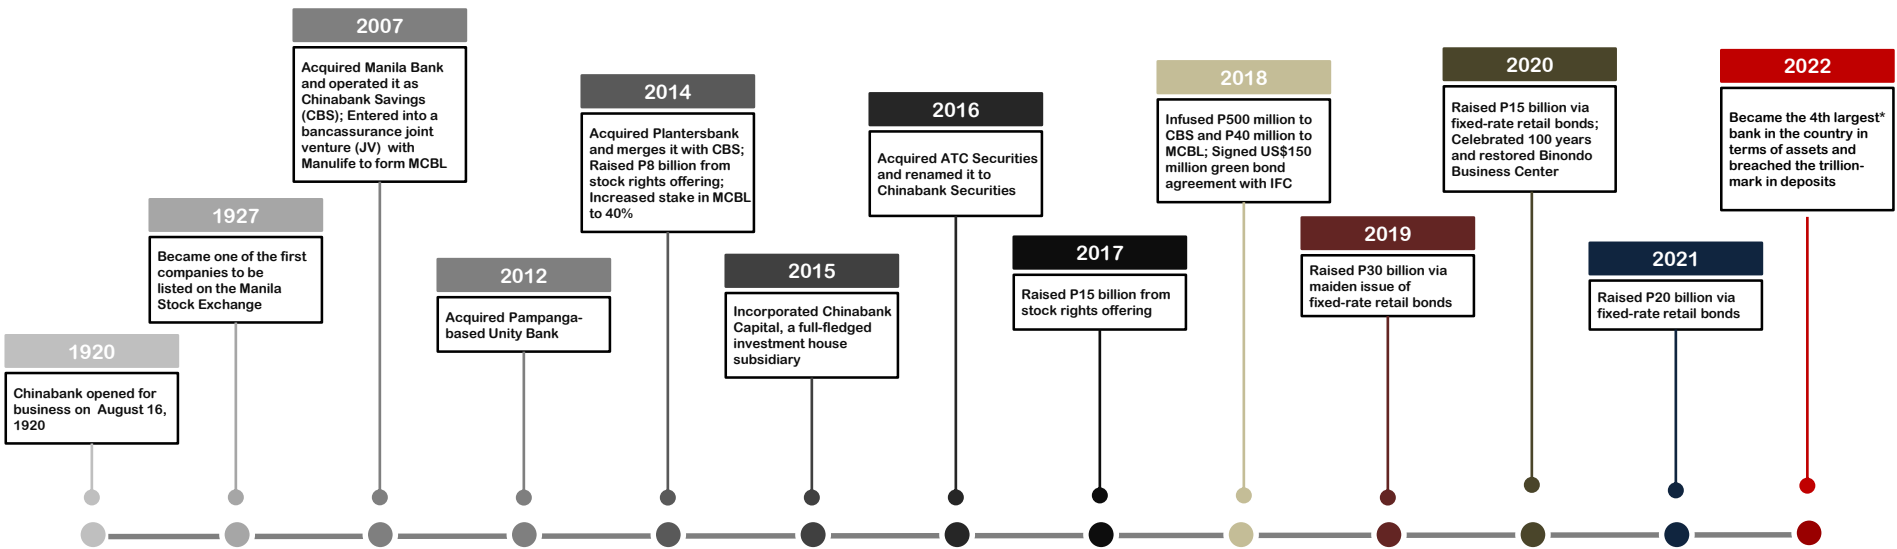 1920
Chinabank opened for
business on August 16,
1920
1927
Became one of the first
companies to be
listed on the Manila
Stock Exchange
2007
Acquired Manila Bank
and operated it as
Chinabank Savings
(CBS); Entered into a
bancassurance joint
venture (JV) with
Manulife to form MCBL
2012
Acquired Pampanga-
based Unity Bank
2014
Acquired Plantersbank
and merges it with CBS;
Raised P8 billion from
stock rights offering;
Increased stake in MCBL
to 40%
2015
Incorporated Chinabank
Capital, a full-fledged
investment house
subsidiary
2016
Acquired ATC Securities
and renamed it to
Chinabank Securities
2017
Raised P15 billion from
stock rights offering
2018
Infused P500 million to
CBS and P40 million to
MCBL; Signed US$150
million green bond
agreement with IFC
2019
Raised P30 billion via
maiden issue of
fixed-rate retail bonds
2020
Raised P15 billion via
fixed-rate retail bonds;
Celebrated 100 years
and restored Binondo
Business Center
2021
Raised P20 billion via
fixed-rate retail bonds
2022
Became the 4th largest*
bank in the country in
terms of assets and
breached the trillion-
mark in deposits